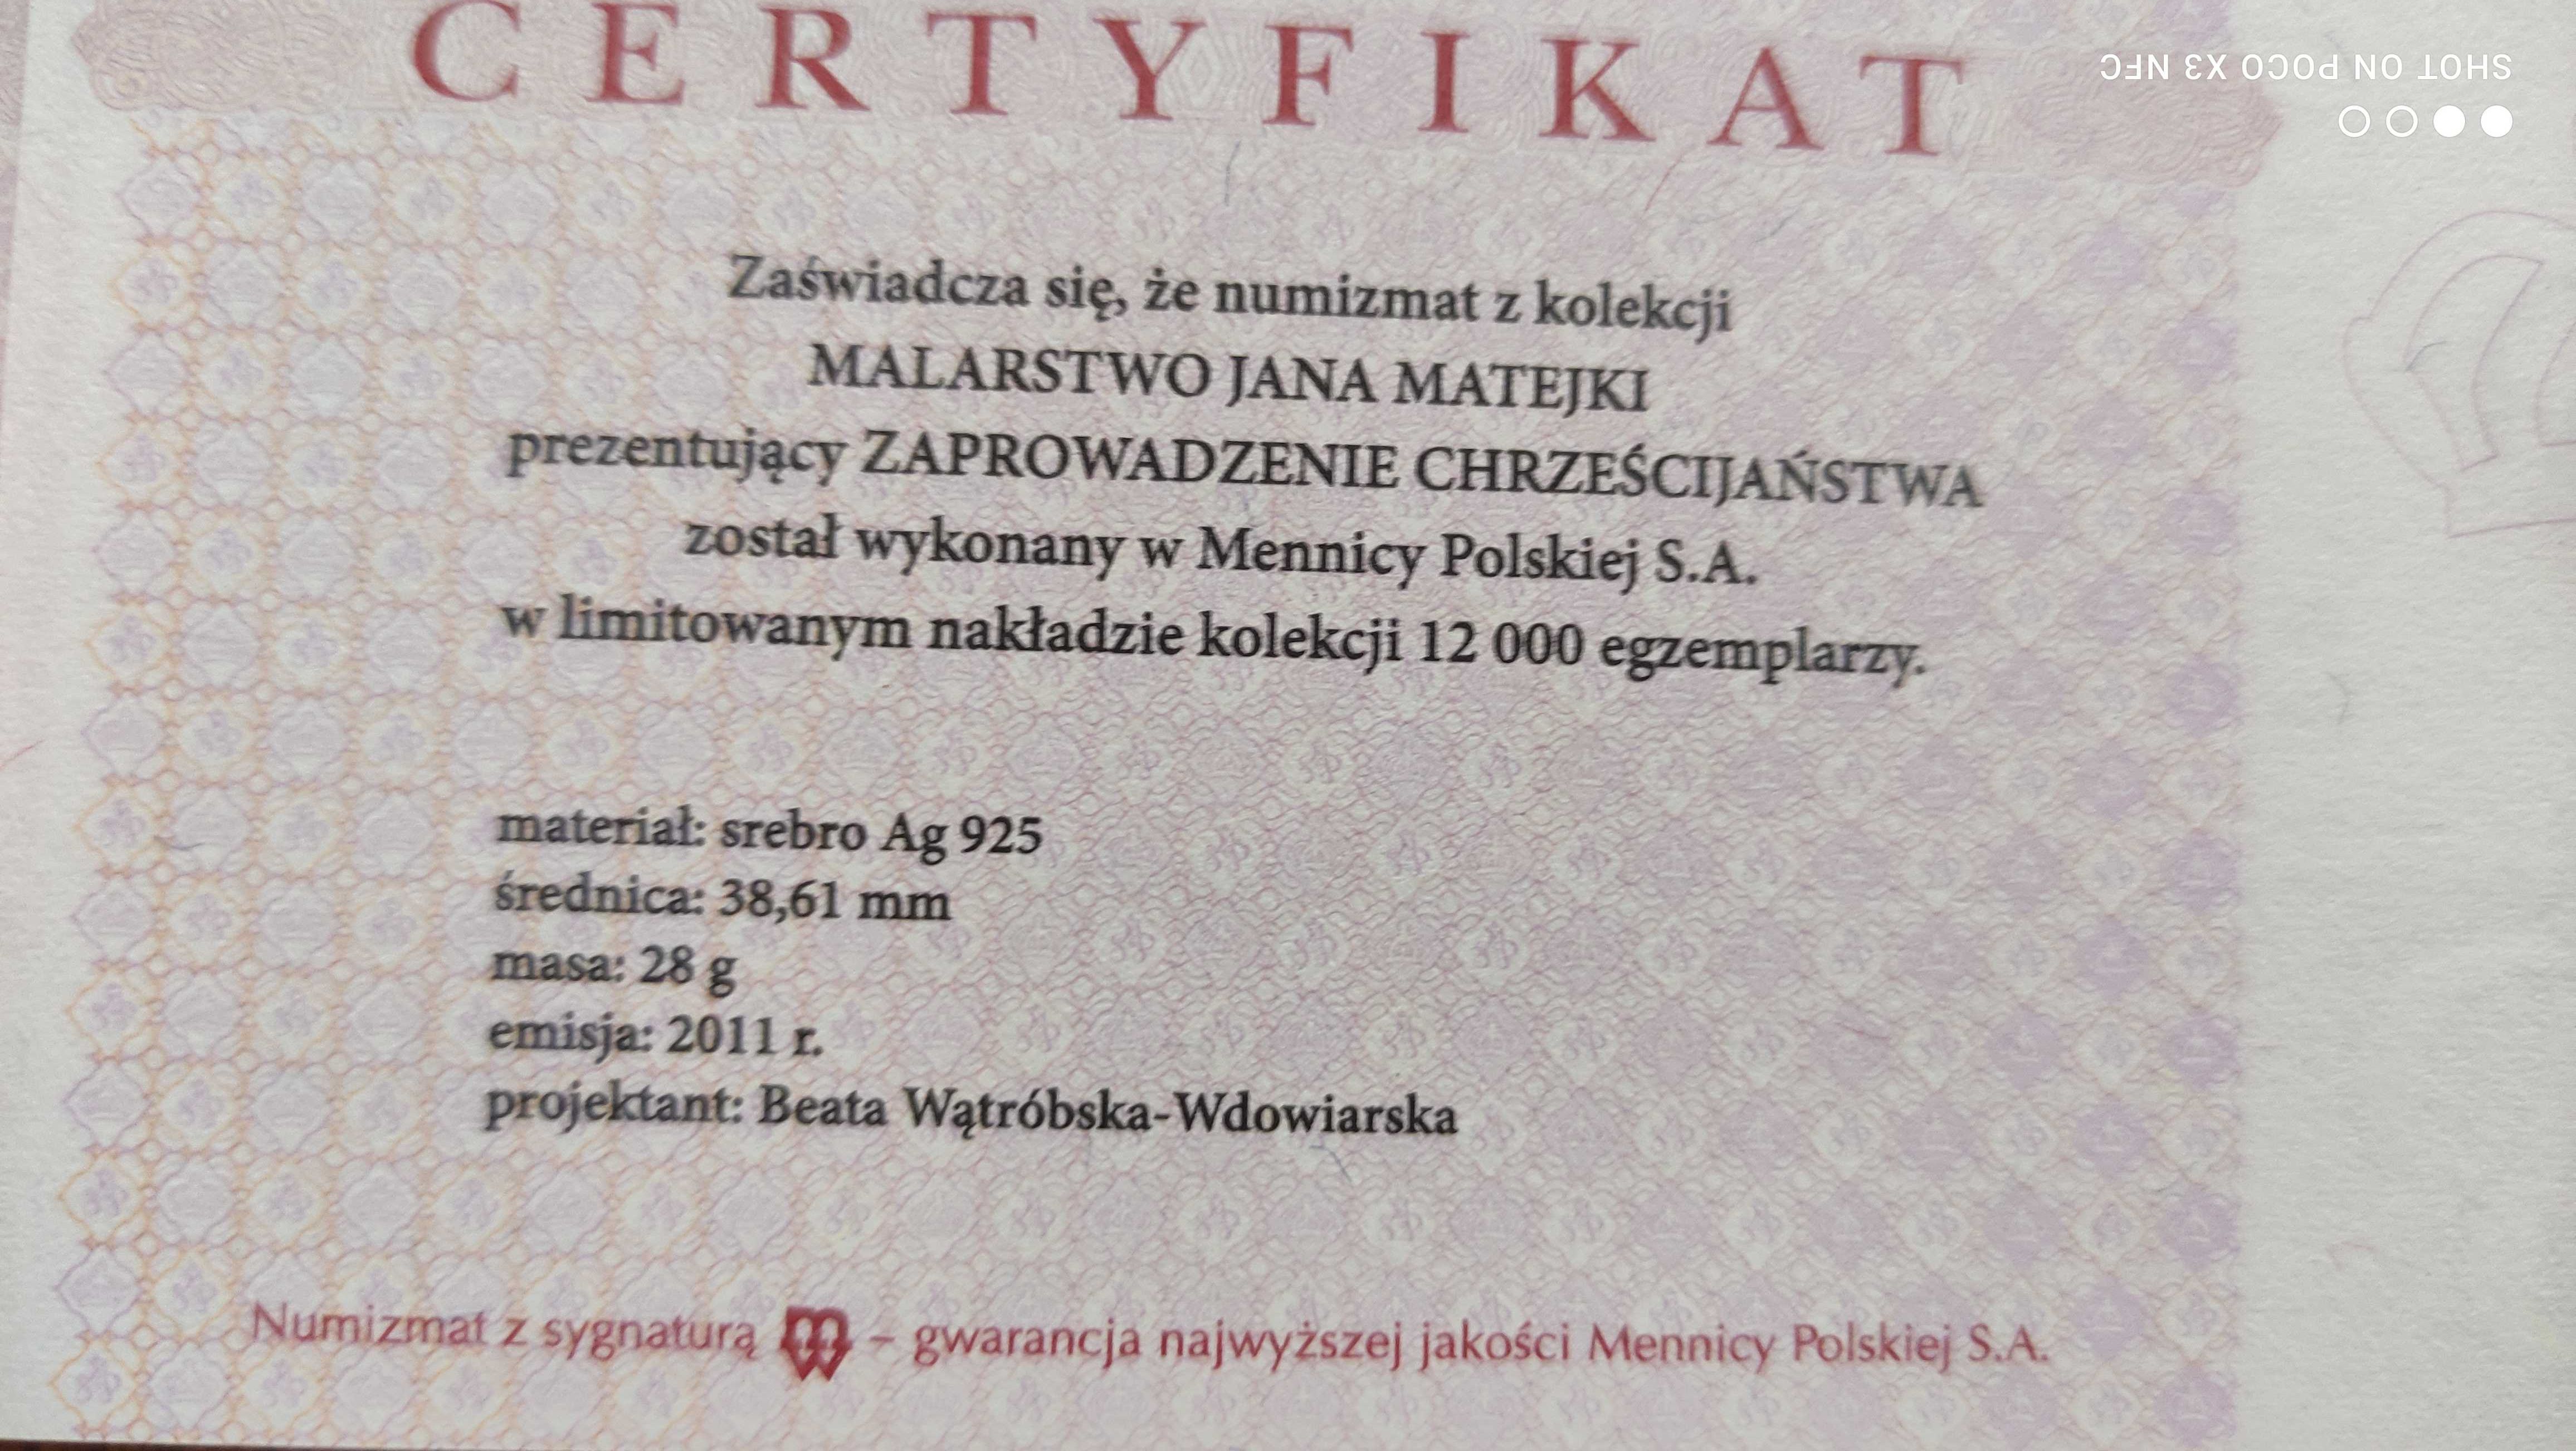 CERTYFIKAT
SHOT ON POCO X3 NFC
Zaświadcza się, że numizmat z kolekcji
MALARSTWO JANA MATEJKI
prezentujący ZAPROWADZENIE CHRZEŚCIJAŃSTWA
został wykonany w Mennicy Polskiej S.A.
w limitowanym nakładzie kolekcji 12 000 egzemplarzy.
materiał: srebro Ag 925
średnica: 38,61 mm
masa: 28 g
emisja: 2011 r.
projektant: Beata Wątróbska-Wdowiarska
Numizmat z sygnaturą – gwarancja najwyższej jakości Mennicy Polskiej S.A.